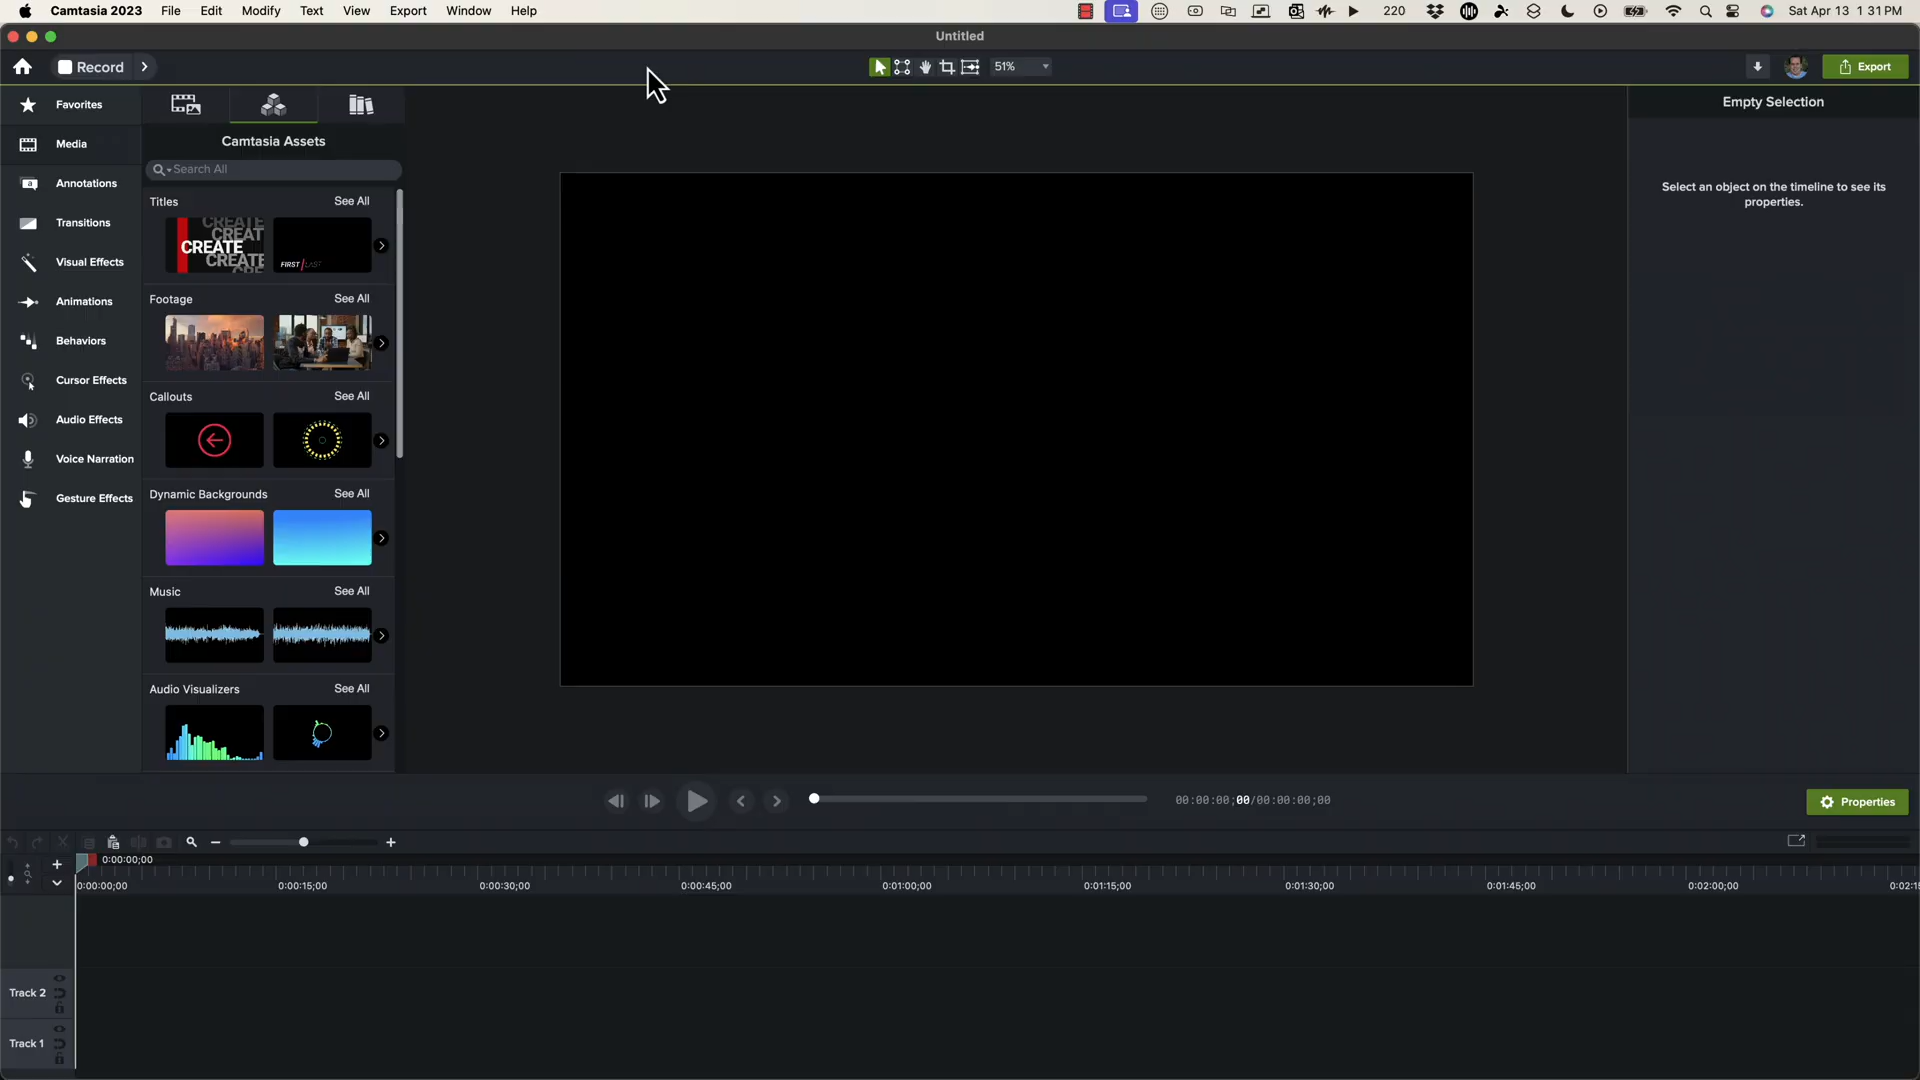 Camtasia 2023 File Edit Modify Text View Export Window Help 220 Sat Apr 13 1 31 PM
Untitled
Record 51% Export
Favorites
Media
Annotations
Transitions
Visual Effects
Animations
Behaviors
Cursor Effects
Audio Effects
Voice Narration
Gesture Effects
Camtasia Assets
Search All
Titles See All
CREATE
CREATE
CREATE
FIRST LAST
Footage See All
Callouts See All
Dynamic Backgrounds See All
Music See All
Audio Visualizers See All
Empty Selection
Select an object on the timeline to see its
properties.
00:00:00;00/00:00:00;00
Properties
0:00:00;00
0:00:00;00 0:00:15;00 0:00:30;00 0:00:45;00 0:01:00;00 0:01:15;00 0:01:30;00 0:01:45;00 0:02:00;00
Track 2
Track 1